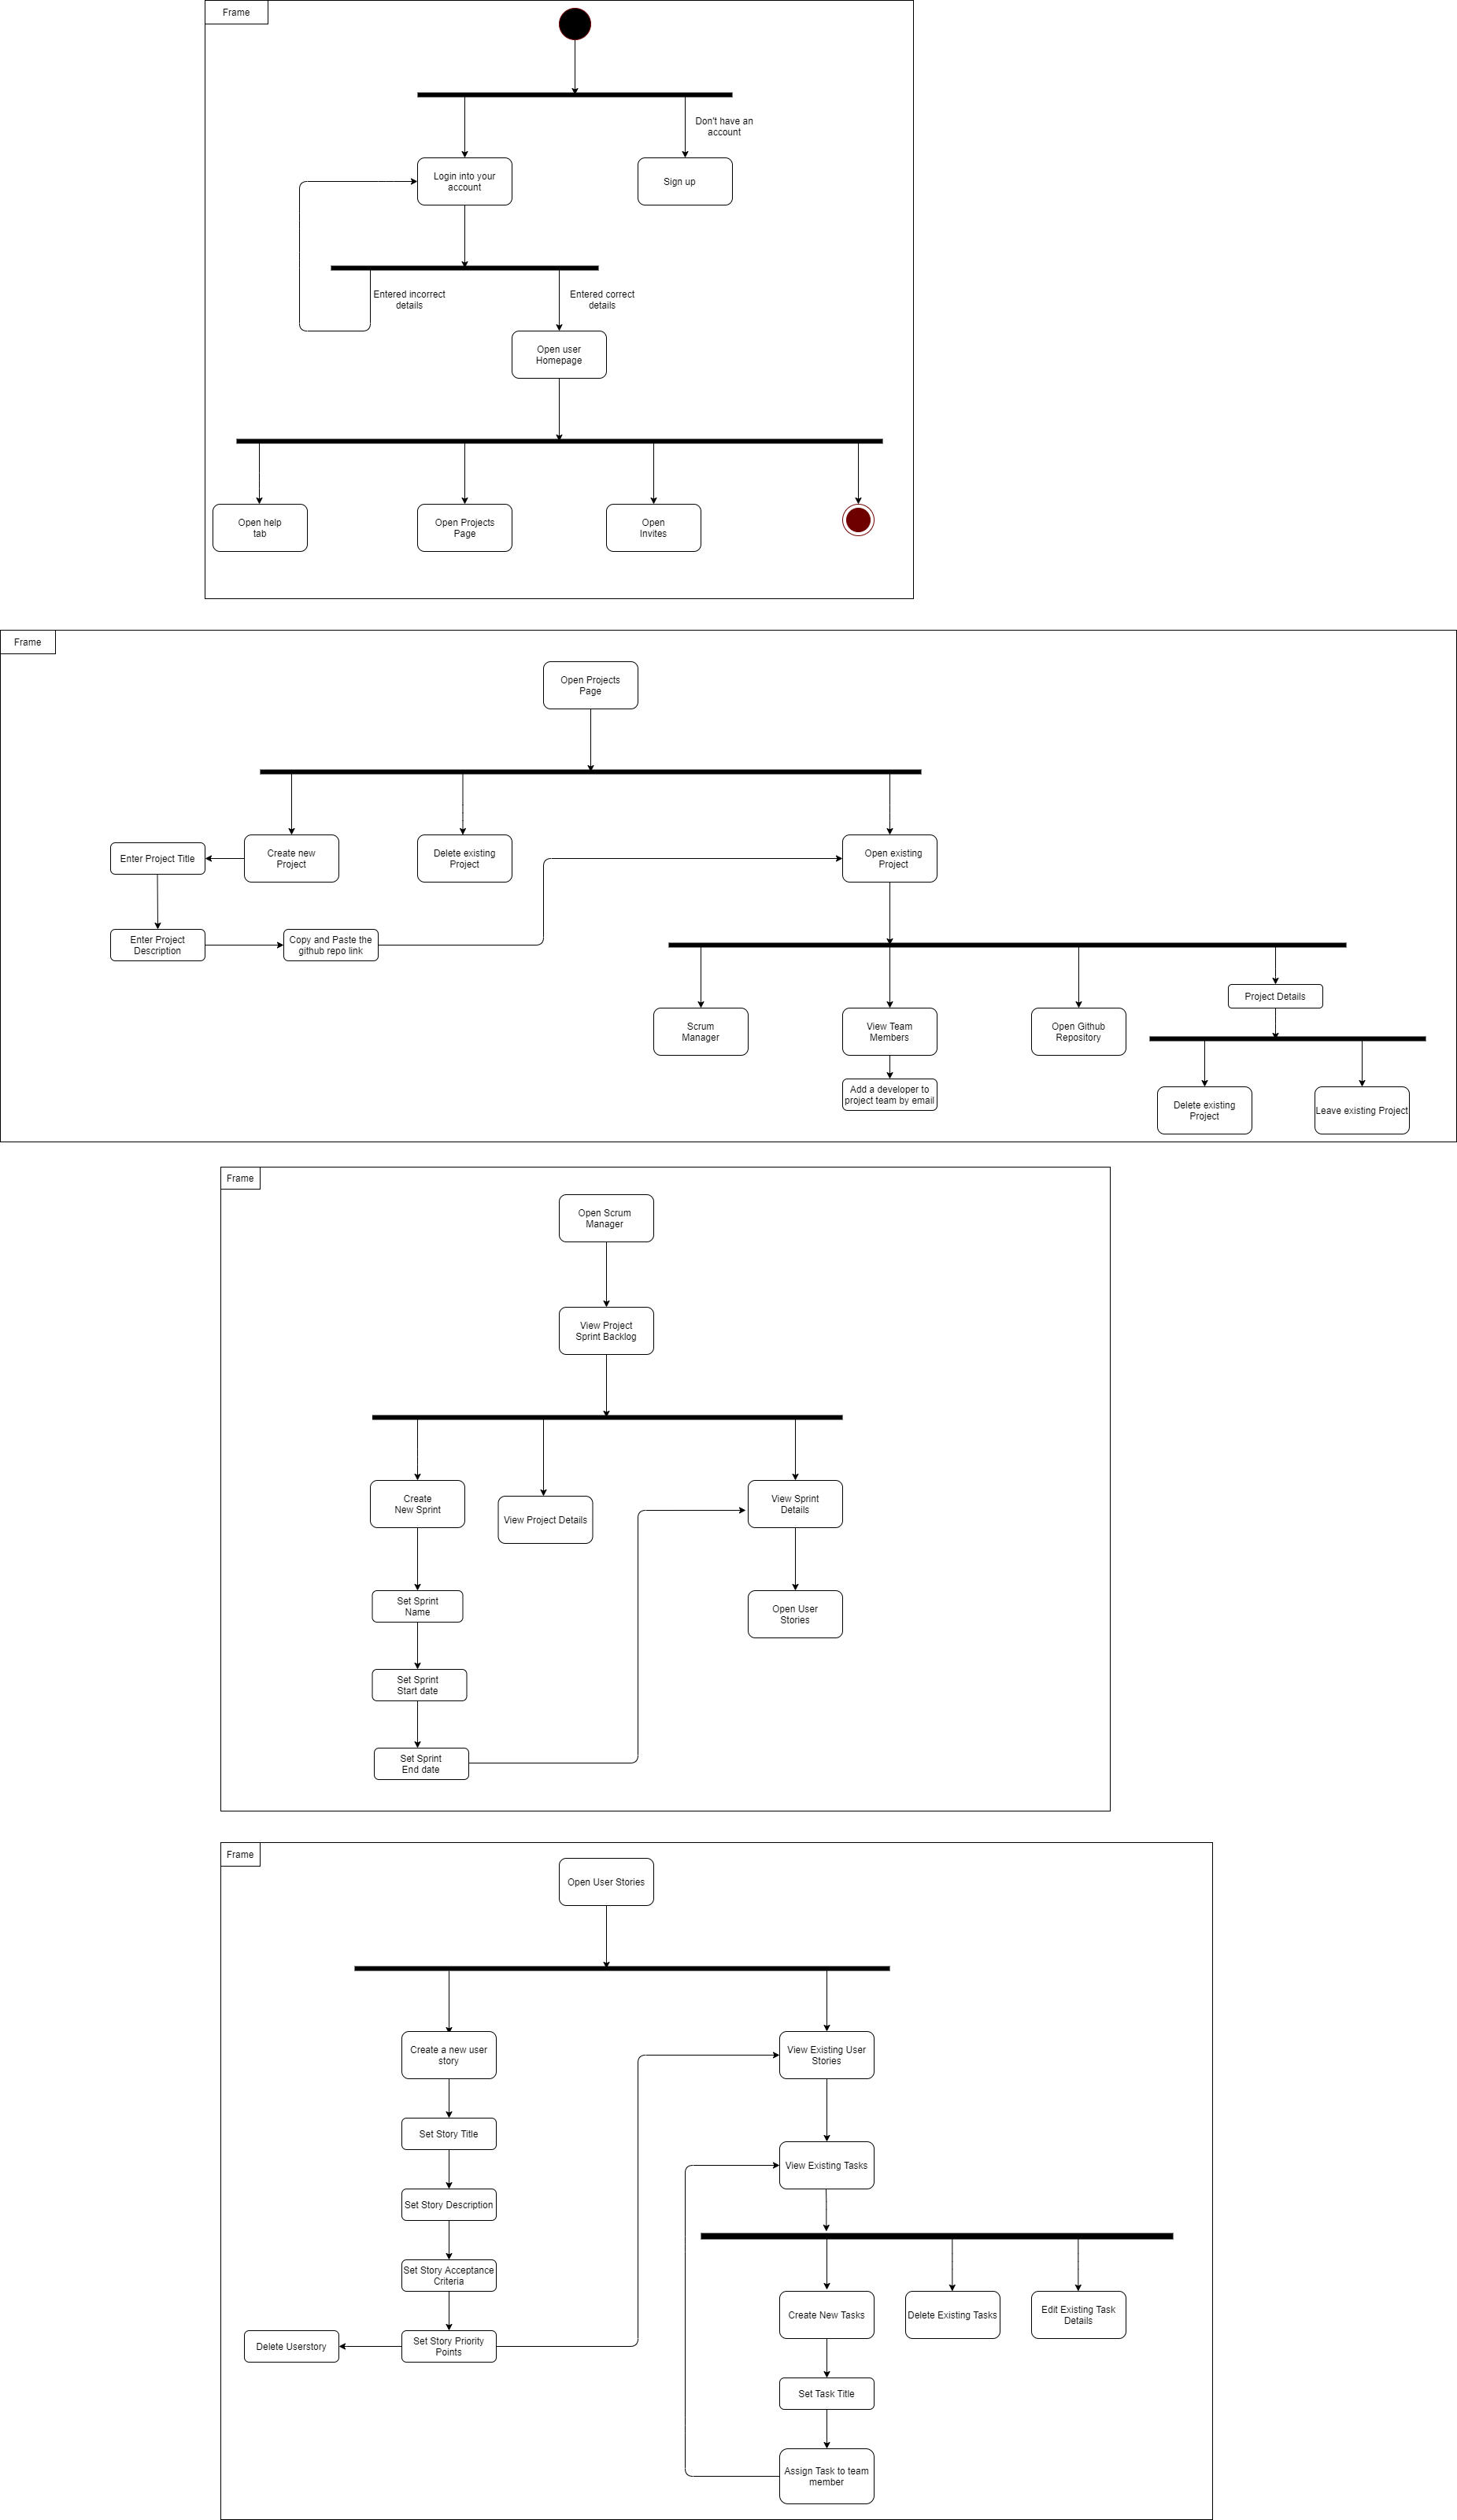 Frame
Don't have an
account
Login into your
account
Sign up
Entered incorrect
details
Entered correct
details
Open user
Homepage
Open help
tab
Open Projects
Page
Open
Invites
Frame
Open Projects
Page
Enter Project Title
Create new
Project
Delete existing
Project
Open existing
Project
Enter Project
Description
Copy and Paste the
github repo link
Project Details
Scrum
Manager
View Team
Members
Open Github
Repository
Add a developer to
project team by email
Delete existing
Project
Leave existing Project
Frame
Open Scrum
Manager
View Project
Sprint Backlog
Create
New Sprint
View Project Details
View Sprint
Details
Set Sprint
Name
Open User
Stories
Set Sprint
Start date
Set Sprint
End date
Frame
Open User Stories
Create a new user
story
View Existing User
Stories
Set Story Title
View Existing Tasks
Set Story Description
Set Story Acceptance
Criteria
Create New Tasks
Delete Existing Tasks
Edit Existing Task
Details
Delete Userstory
Set Story Priority
Points
Set Task Title
Assign Task to team
member